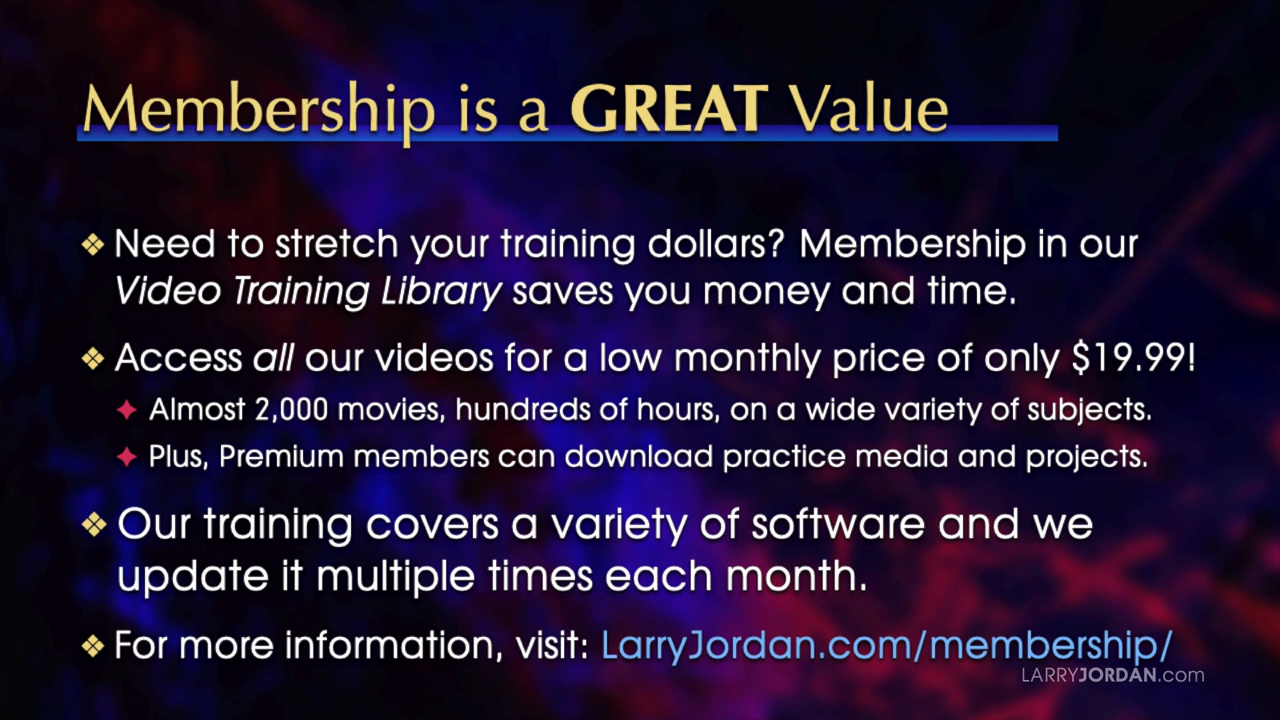 Membership is a GREAT Value
❖ Need to stretch your training dollars? Membership in our
Video Training Library saves you money and time.
❖ Access all our videos for a low monthly price of only $19.99!
✦ Almost 2,000 movies, hundreds of hours, on a wide variety of subjects.
✦ Plus, Premium members can download practice media and projects.
❖ Our training covers a variety of software and we
update it multiple times each month.
❖ For more information, visit: LarryJordan.com/membership/
LARRYJORDAN.com